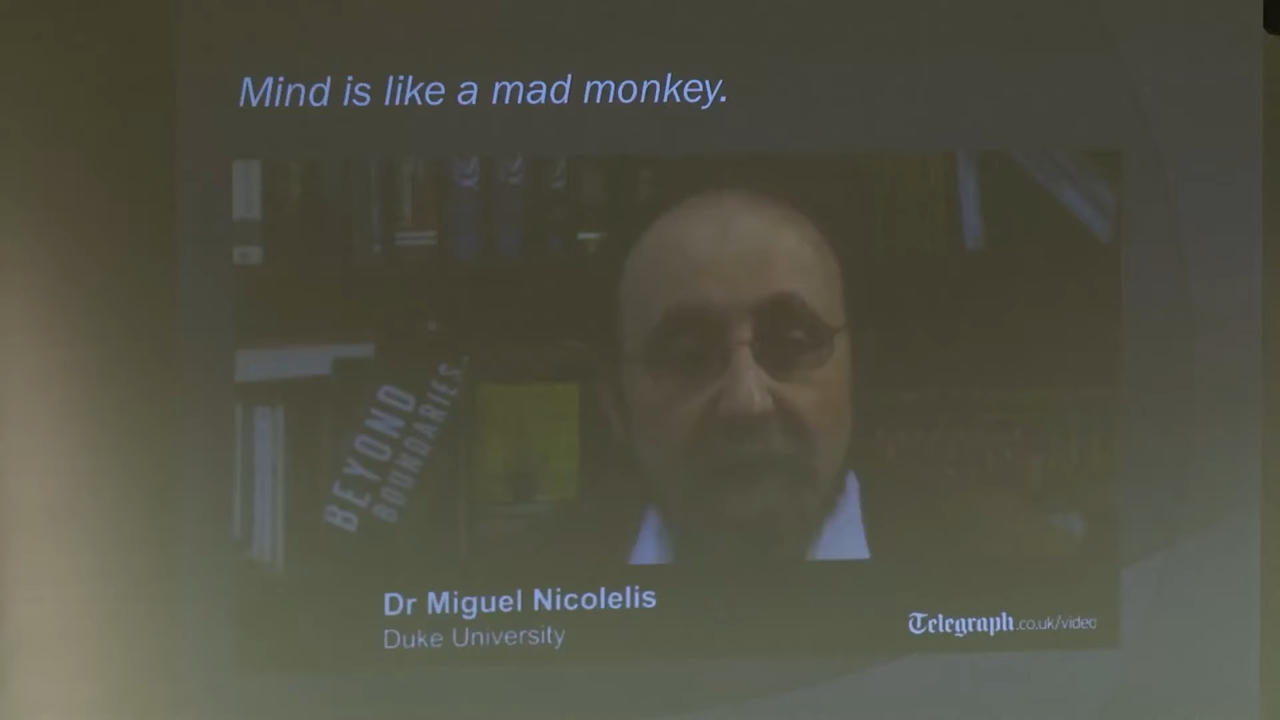 Mind is like a mad monkey.
BEYOND
BOUNDARIES
Dr Miguel Nicolelis
Duke University
Telegraph.co.uk/video